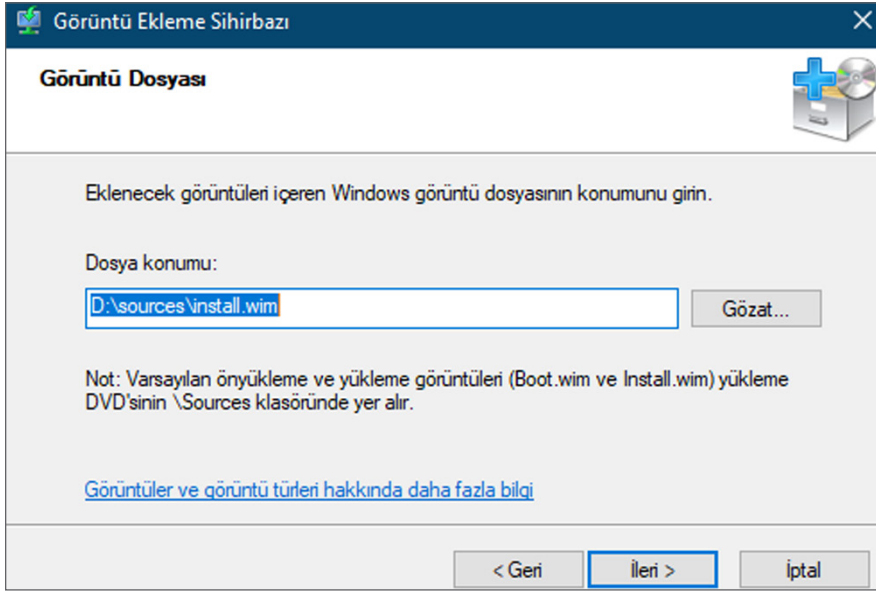 Görüntü Ekleme Sihirbazı
Görüntü Dosyası
Eklenecek görüntüleri içeren Windows görüntü dosyasının konumunu girin.
Dosya konumu:
D:\sources\install.wim
Gözat...
Not: Varsayılan önyükleme ve yükleme görüntüleri (Boot.wim ve Install.wim) yükleme
DVD'sinin \Sources klasöründe yer alır.
Görüntüler ve görüntü türleri hakkında daha fazla bilgi
< Geri
İleri >
İptal